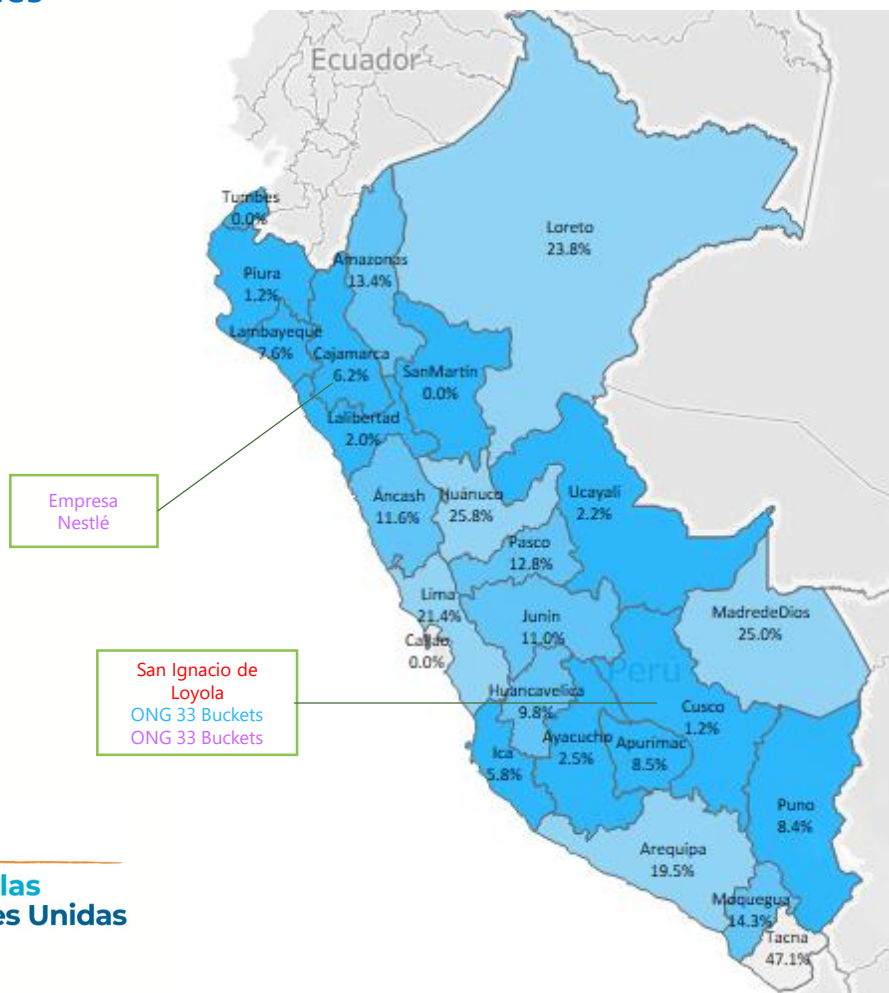 Ecuador
Tumbes
0.0%
Loreto
23.8%
Amazonas
13.4%
Piura
1.2%
Lambayeque
7.6%
Cajamarca
6.2%
SanMartín
0.0%
Lalibertad
2.0%
Empresa
Nestlé
Áncash
11.6%
Huánuco
25.8%
Ucayali
2.2%
Pasco
12.8%
Lima
21.4%
Junín
11.0%
MadredeDios
25.0%
Callao
0.0%
San Ignacio de
Loyola
ONG 33 Buckets
ONG 33 Buckets
Perú
Huancavelica
9.8%
Cusco
1.2%
Ayacucho
2.5%
Apurímac
8.5%
Ica
5.8%
Puno
8.4%
Arequipa
19.5%
Moquegua
14.3%
Tacna
47.1%
las
es Unidas